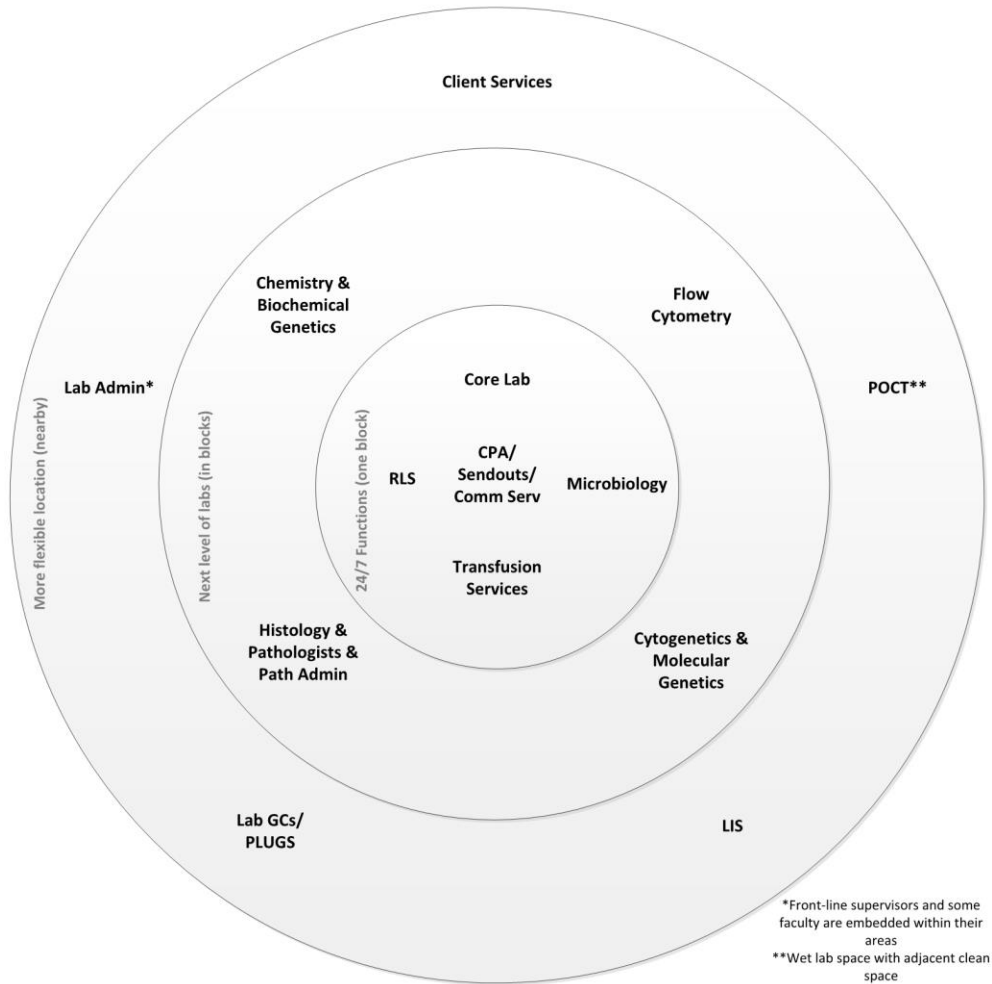 Client Services
Chemistry &
Biochemical
Genetics
Flow
Cytometry
Core Lab
Lab Admin*
POCT**
More flexible location (nearby)
Next level of labs (in blocks)
24/7 Functions (one block)
RLS
CPA/
Sendouts/
Comm Serv
Microbiology
Transfusion
Services
Histology &
Pathologists &
Path Admin
Cytogenetics &
Molecular
Genetics
Lab GCs/
PLUGS
LIS
*Front-line supervisors and some
faculty are embedded within their
areas
**Wet lab space with adjacent clean
space